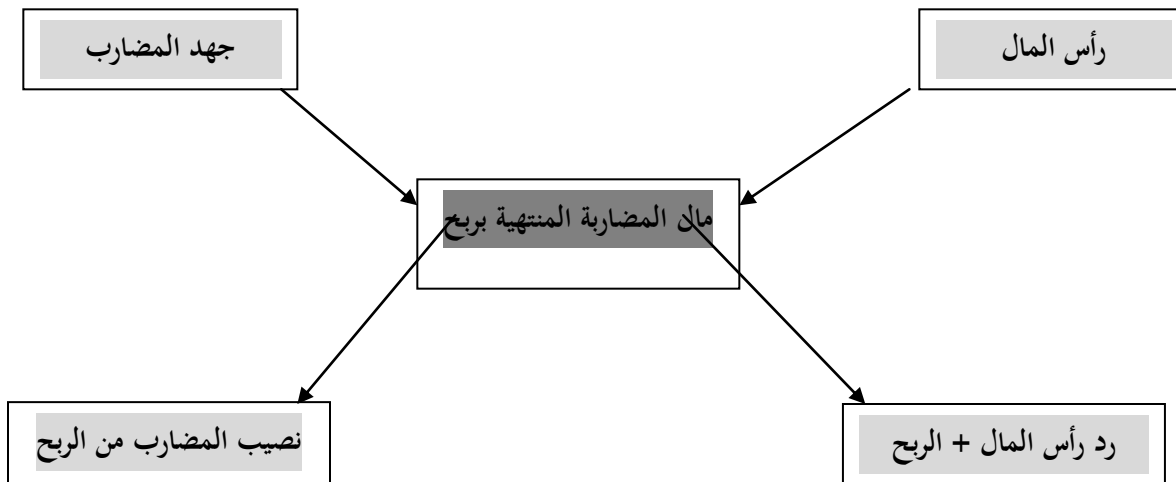 رأس المال
جهد المضارب
مال المضاربة المنتهية بربح
رد رأس المال + الربح
نصيب المضارب من الربح